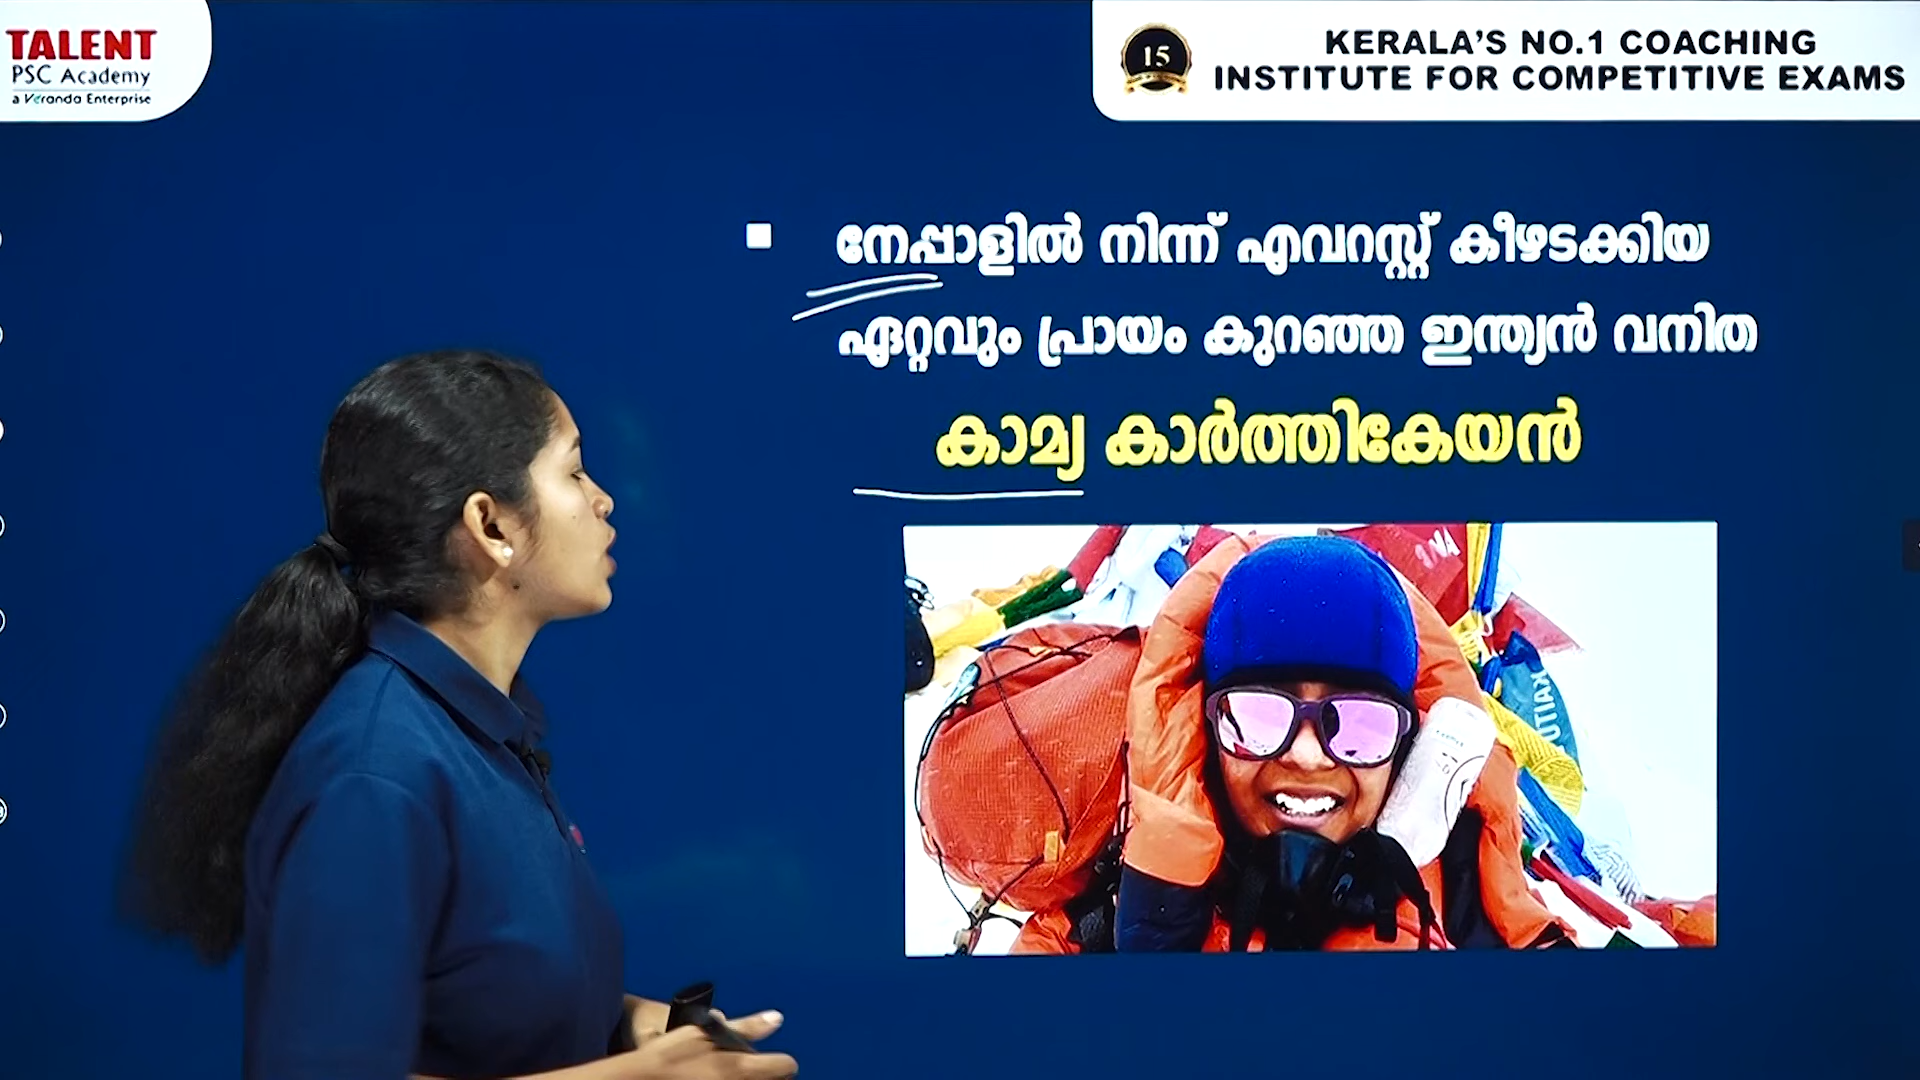 TALENT
PSC Academy
a Veranda Enterprise
15
KERALA'S NO.1 COACHING
INSTITUTE FOR COMPETITIVE EXAMS
നേപ്പാളിൽ നിന്ന് എവറസ്റ്റ് കീഴടക്കിയ
ഏറ്റവും പ്രായം കുറഞ്ഞ ഇന്ത്യൻ വനിത
കാമ്യ കാർത്തികേയൻ